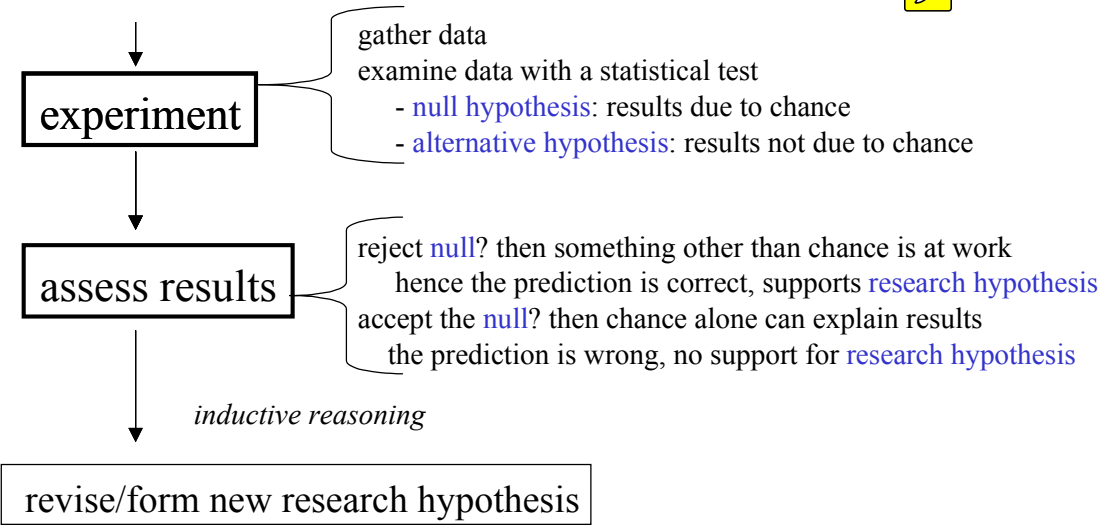 gather data
examine data with a statistical test
experiment
- null hypothesis: results due to chance
- alternative hypothesis: results not due to chance
reject null? then something other than chance is at work
hence the prediction is correct, supports research hypothesis
assess results
accept the null? then chance alone can explain results
the prediction is wrong, no support for research hypothesis
inductive reasoning
revise/form new research hypothesis